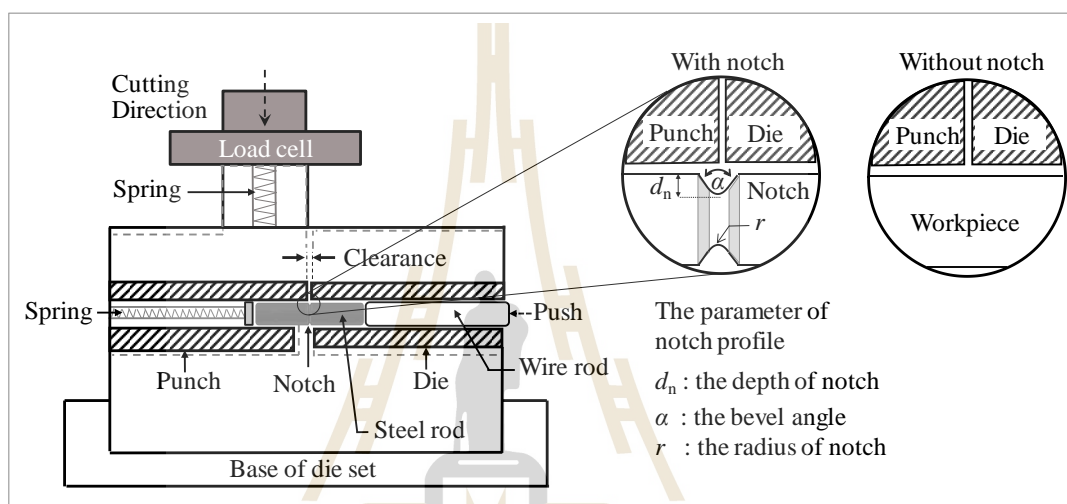 Cutting
Direction
Load cell
Spring
Clearance
Spring
Push
Punch
Notch
Die
Wire rod
Steel rod
Base of die set
With notch
Punch
Die
dn
α
Notch
r
Without notch
Punch
Die
Workpiece
The parameter of
notch profile
dn : the depth of notch
α : the bevel angle
r : the radius of notch